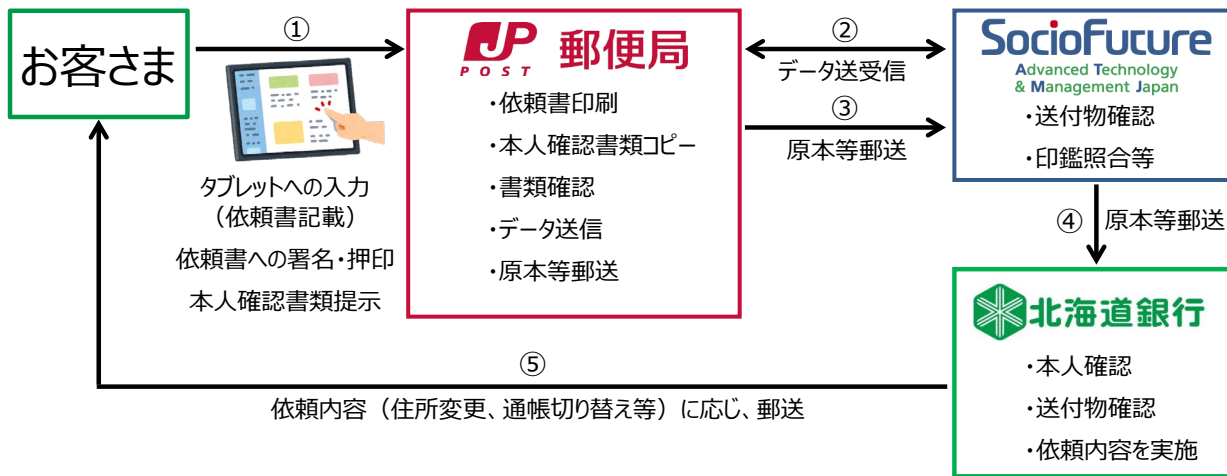 お客さま
①
タブレットへの入力
（依頼書記載）
依頼書への署名・押印
本人確認書類提示
JP
POST
郵便局
・依頼書印刷
・本人確認書類コピー
・書類確認
・データ送信
・原本等郵送
②
データ送受信
③
原本等郵送
SocioFuture
Advanced Technology
& Management Japan
・送付物確認
・印鑑照合等
④
原本等郵送
北海道銀行
・本人確認
・送付物確認
・依頼内容を実施
⑤
依頼内容（住所変更、通帳切り替え等）に応じ、郵送